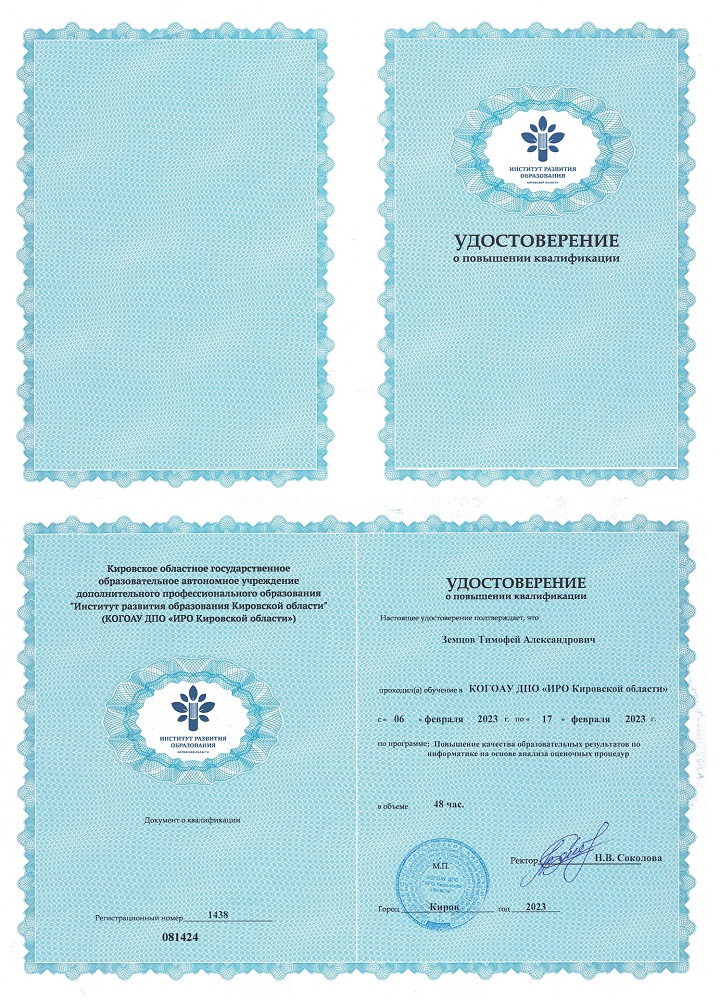 ИНСТИТУТ РАЗВИТИЯ
ОБРАЗОВАНИЯ
КИРОВСКОЙ ОБЛАСТИ
УДОСТОВЕРЕНИЕ
о повышении квалификации
Кировское областное государственное
образовательное автономное учреждение
дополнительного профессионального образования
"Институт развития образования Кировской области"
(КОГОАУ ДПО «ИРО Кировской области»)
ИНСТИТУТ РАЗВИТИЯ
ОБРАЗОВАНИЯ
КИРОВСКОЙ ОБЛАСТИ
Документ о квалификации
Регистрационный номер 1438
081424
УДОСТОВЕРЕНИЕ
о повышении квалификации
Настоящее удостоверение подтверждает, что
Земцов Тимофей Александрович
проходил(а) обучение в КОГОАУ ДПО «ИРО Кировской области»
с « 06 » февраля 2023 г. по « 17 » февраля 2023 г.
по программе: Повышение качества образовательных результатов по
информатике на основе анализа оценочных процедур
в объеме 48 час.
М.П.
КОГОАУ ДПО
"ИРО Кировской
области"
Ректор Н.В. Соколова
Город Киров год 2023